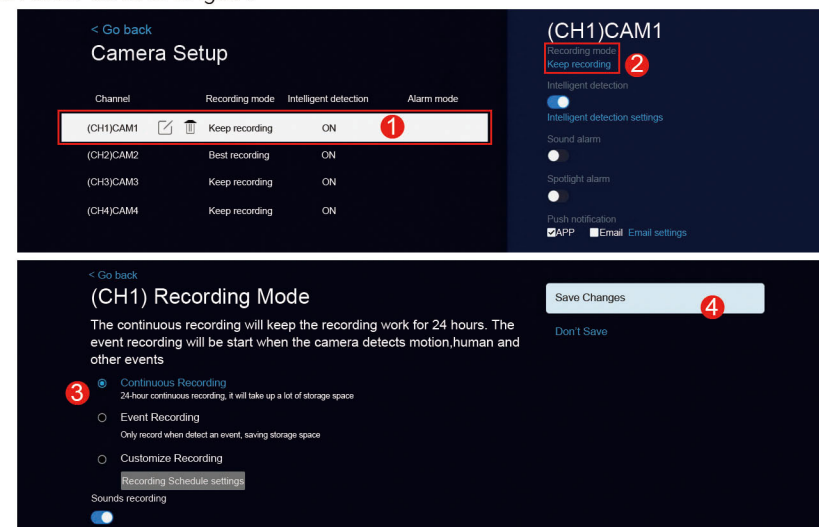 < Go back
Camera Setup
Channel Recording mode Intelligent detection Alarm mode
(CH1)CAM1 Keep recording ON 1
(CH2)CAM2 Best recording ON
(CH3)CAM3 Keep recording ON
(CH4)CAM4 Keep recording ON
(CH1)CAM1
Recording mode
Keep recording 2
Intelligent detection
Intelligent detection settings
Sound alarm
Spotlight alarm
Push notification
APP Email Email settings
< Go back
(CH1) Recording Mode
The continuous recording will keep the recording work for 24 hours. The
event recording will be start when the camera detects motion,human and
other events
3 Continuous Recording
24-hour continuous recording, it will take up a lot of storage space
Event Recording
Only record when detect an event, saving storage space
Customize Recording
Recording Schedule settings
Sounds recording
Save Changes 4
Don't Save